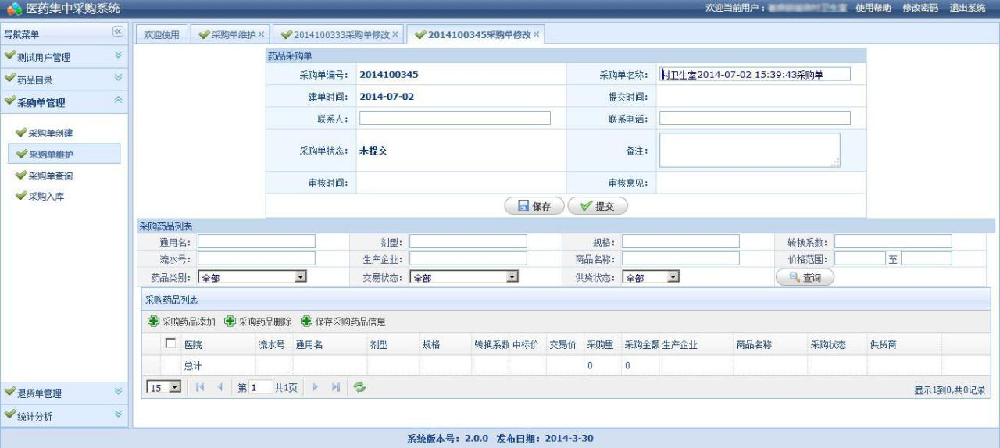 医药集中采购系统
欢迎当前用户： 村卫生室 使用帮助 修改密码 退出系统
导航菜单
欢迎使用 采购单维护 2014100333采购单修改 2014100345采购单修改
测试用户管理
药品目录
采购单管理
采购单创建
采购单维护
采购单查询
采购入库
退货单管理
统计分析
药品采购单
采购单编号： 2014100345 采购单名称： 村卫生室2014-07-02 15:39:43采购单
建单时间： 2014-07-02 提交时间：
联系人： 联系电话：
采购单状态： 未提交 备注：
审核时间： 审核意见：
保存 提交
采购药品列表
通用名： 剂型： 规格： 转换系数：
流水号： 生产企业： 商品名称： 价格范围： 至
药品类别： 全部 交易状态： 全部 供货状态： 全部 查询
采购药品列表
采购药品添加 采购药品删除 保存采购药品信息
医院 流水号 通用名 剂型 规格 转换系数 中标价 交易价 采购量 采购金额 生产企业 商品名称 采购状态 供货商
总计 0 0
15 第 1 共1页 显示1到0,共0记录
系统版本号：2.0.0 发布日期：2014-3-30